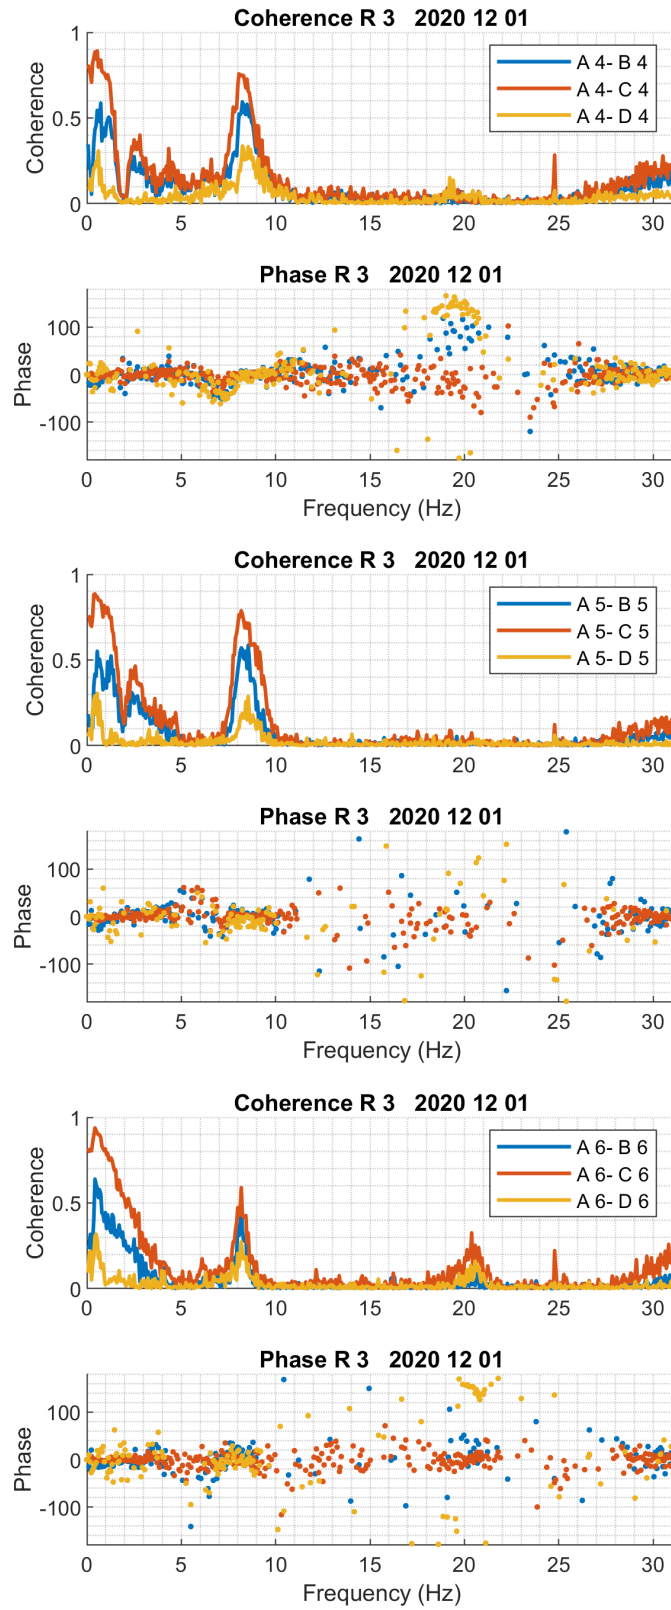 Coherence R 3   2020 12 01
1
0.5
0
Coherence
A 4- B 4
A 4- C 4
A 4- D 4
0 5 10 15 20 25 30
Phase R 3   2020 12 01
100
0
-100
Phase
0 5 10 15 20 25 30
Frequency (Hz)
Coherence R 3   2020 12 01
1
0.5
0
Coherence
A 5- B 5
A 5- C 5
A 5- D 5
0 5 10 15 20 25 30
Phase R 3   2020 12 01
100
0
-100
Phase
0 5 10 15 20 25 30
Frequency (Hz)
Coherence R 3   2020 12 01
1
0.5
0
Coherence
A 6- B 6
A 6- C 6
A 6- D 6
0 5 10 15 20 25 30
Phase R 3   2020 12 01
100
0
-100
Phase
0 5 10 15 20 25 30
Frequency (Hz)